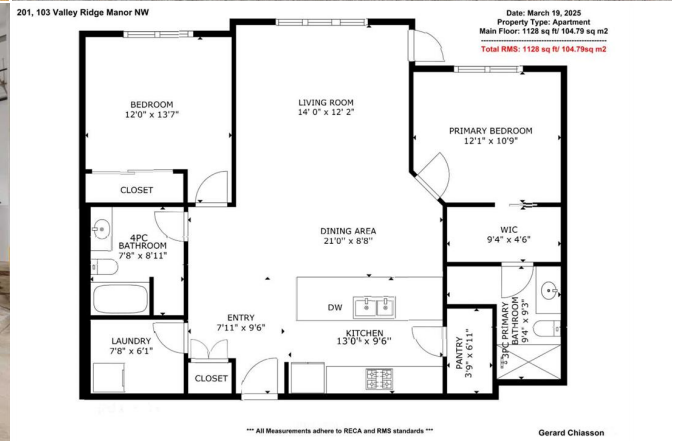 201, 103 Valley Ridge Manor NW
Date: March 19, 2025
Property Type: Apartment
Main Floor: 1128 sq ft/ 104.79 sq m2
Total RMS: 1128 sq ft/ 104.79sq m2
BEDROOM
12'0" x 13'7"
LIVING ROOM
14' 0" x 12' 2"
PRIMARY BEDROOM
12'1" x 10'9"
CLOSET
4PC
BATHROOM
7'8" x 8'11"
DINING AREA
21'0" x 8'8"
WIC
9'4" x 4'6"
DW
ENTRY
7'11" x 9'6"
KITCHEN
13'0" x 9'6"
3PC PRIMARY
BATHROOM
9'4" x 9'3"
LAUNDRY
7'8" x 6'1"
PANTRY
3'9" x 6'11"
CLOSET
*** All Measurements adhere to RECA and RMS standards ***
Gerard Chiasson